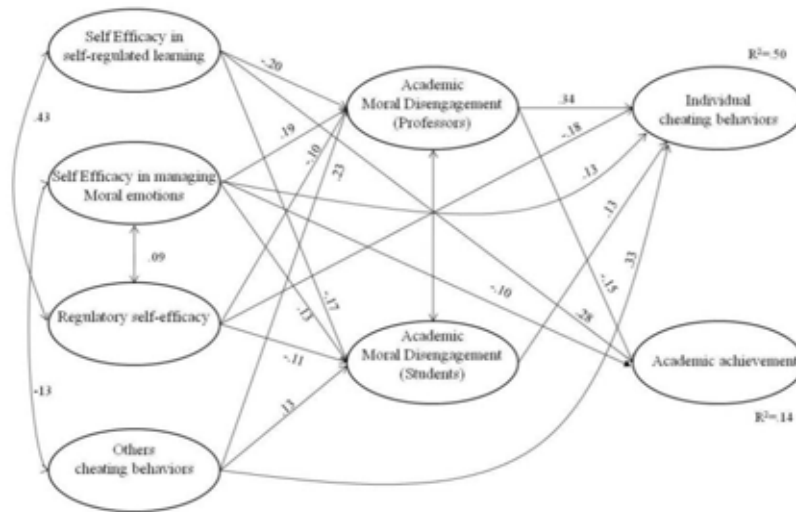 Self Efficacy in
self-regulated learning
Self Efficacy in managing
Moral emotions
Regulatory self-efficacy
Others
cheating behaviors
Academic
Moral Disengagement
(Professors)
Academic
Moral Disengagement
(Students)
R²=.50
Individual
cheating behaviors
Academic achievement
R²=.14
.43
.09
-13
-.20
.19
-.10
.23
-.17
.13
-.11
.13
.34
-.18
.13
.13
.33
-.15
-.10
.28